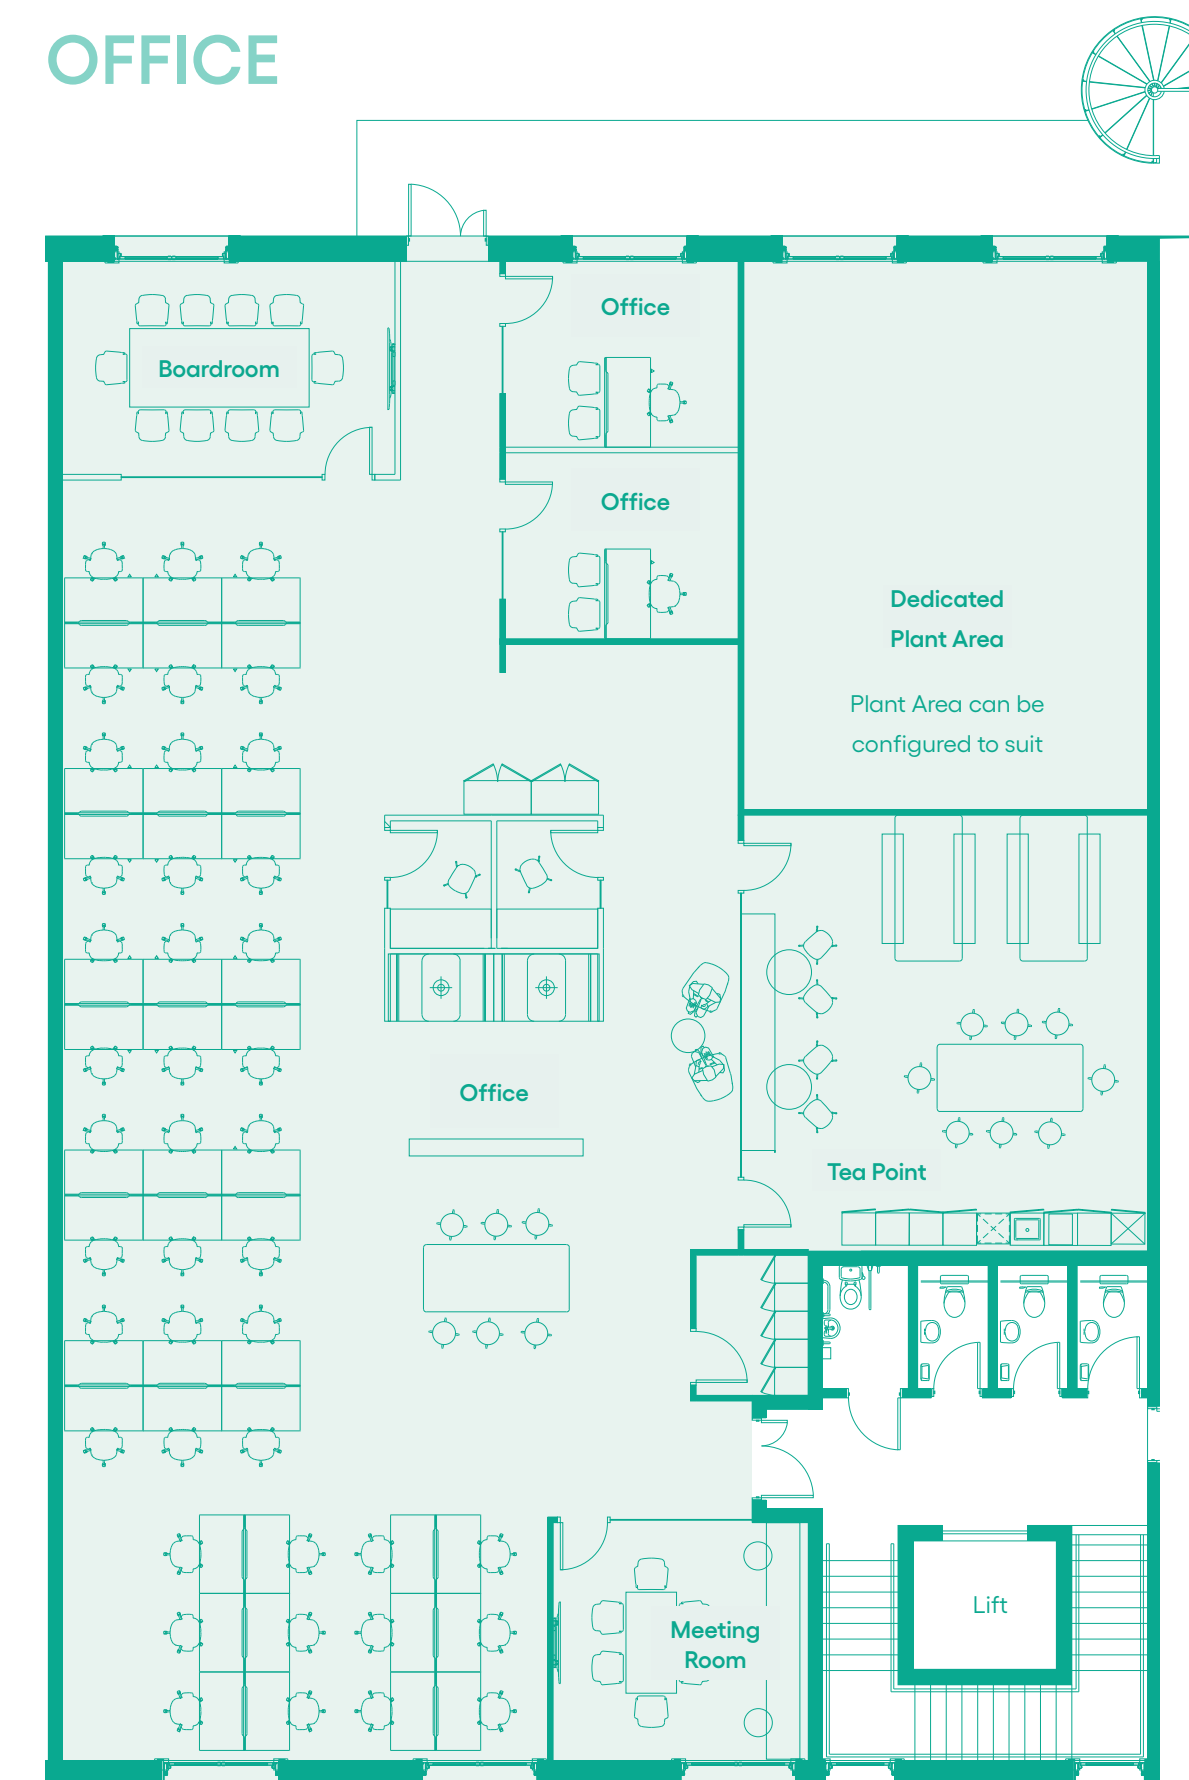 OFFICE
Office
Boardroom
Office
Dedicated
Plant Area
Plant Area can be
configured to suit
Office
Tea Point
Lift
Meeting
Room